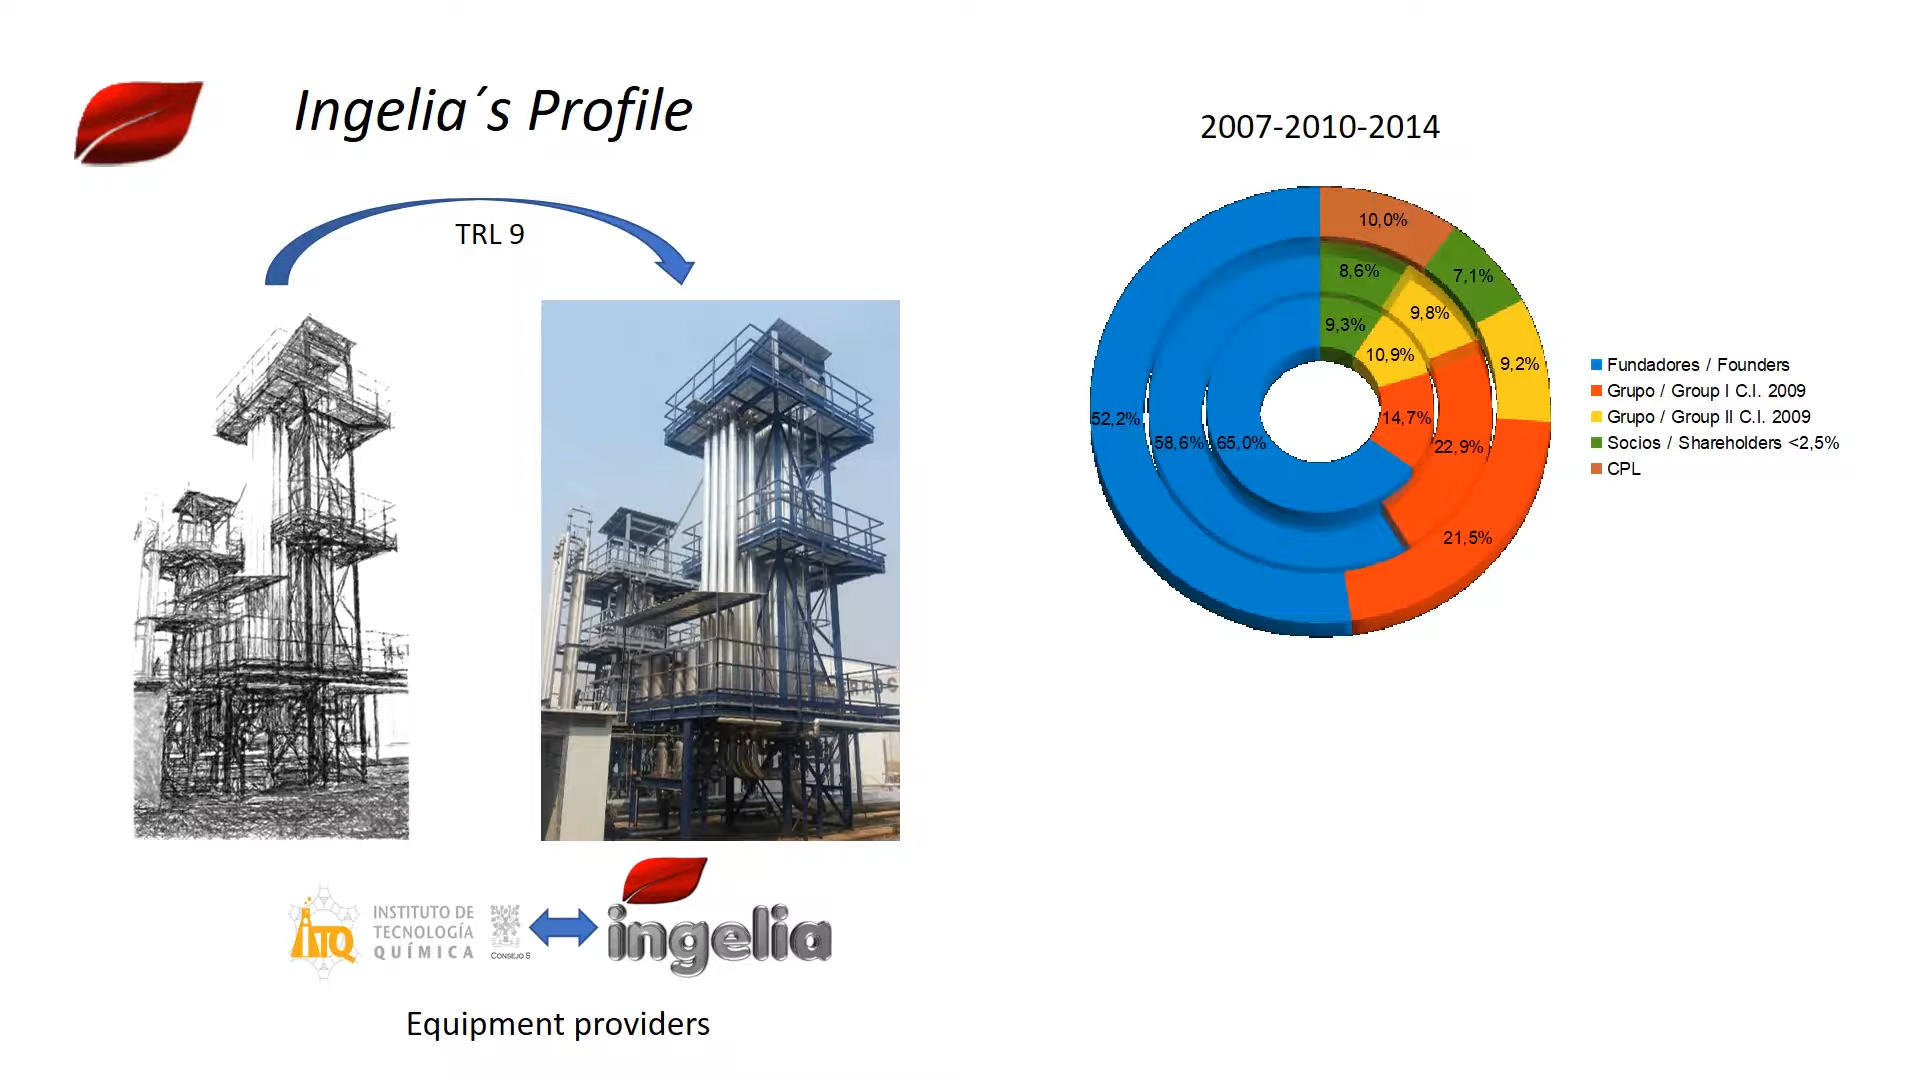 Ingelia´s Profile
TRL 9
INSTITUTO DE
TECNOLOGÍA
QUÍMICA
iTQ
CONSEJO S
ingelia
Equipment providers
2007-2010-2014
10,0%
7,1%
9,2%
21,5%
52,2%
8,6%
9,8%
22,9%
58,6%
9,3%
10,9%
14,7%
65,0%
Fundadores / Founders
Grupo / Group I C.I. 2009
Grupo / Group II C.I. 2009
Socios / Shareholders <2,5%
CPL